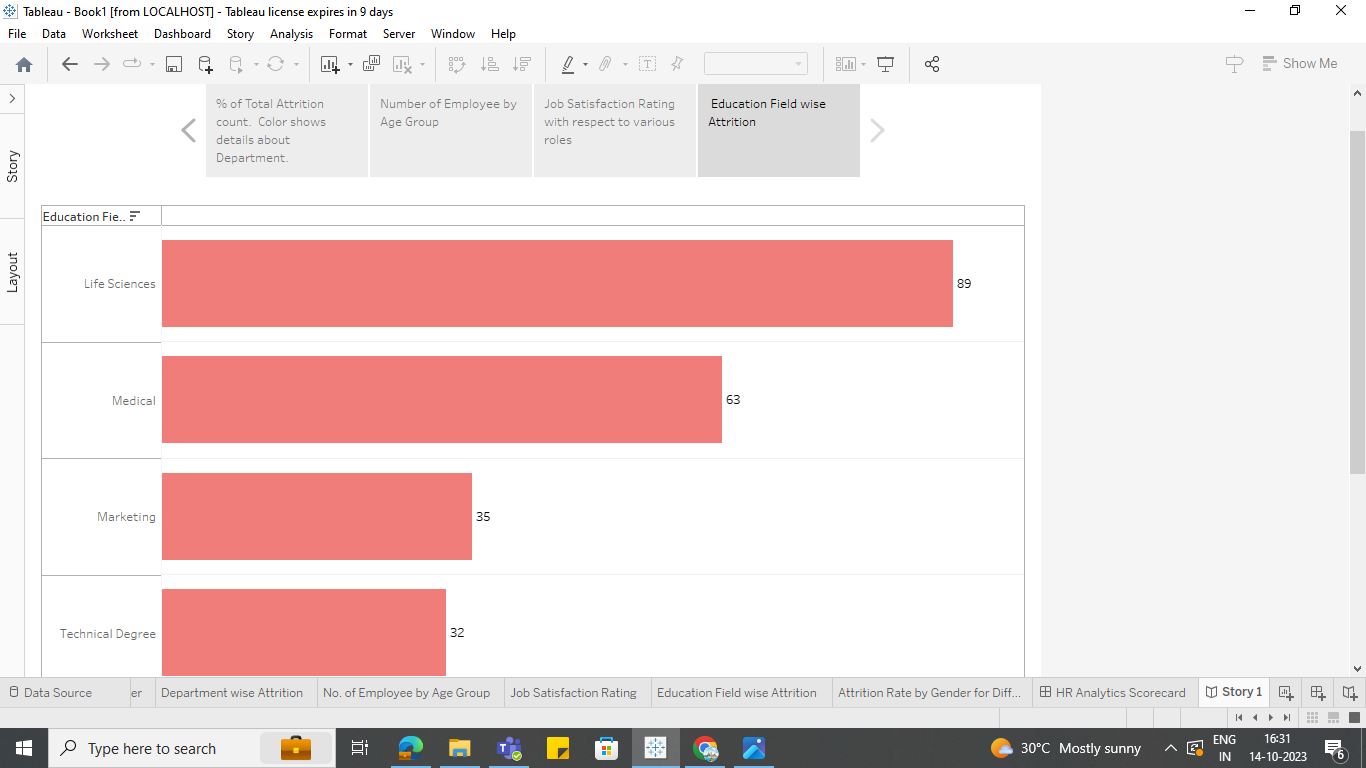 Tableau - Book1 [from LOCALHOST] - Tableau license expires in 9 days
File Data Worksheet Dashboard Story Analysis Format Server Window Help
Show Me
Story
Layout
% of Total Attrition
count. Color shows
details about
Department.
Number of Employee by
Age Group
Job Satisfaction Rating
with respect to various
roles
Education Field wise
Attrition
Education Fie..
Life Sciences 89
Medical 63
Marketing 35
Technical Degree 32
Data Source er Department wise Attrition No. of Employee by Age Group Job Satisfaction Rating Education Field wise Attrition Attrition Rate by Gender for Diff... HR Analytics Scorecard Story 1
Type here to search
30°C Mostly sunny
ENG
IN
16:31
14-10-2023
6